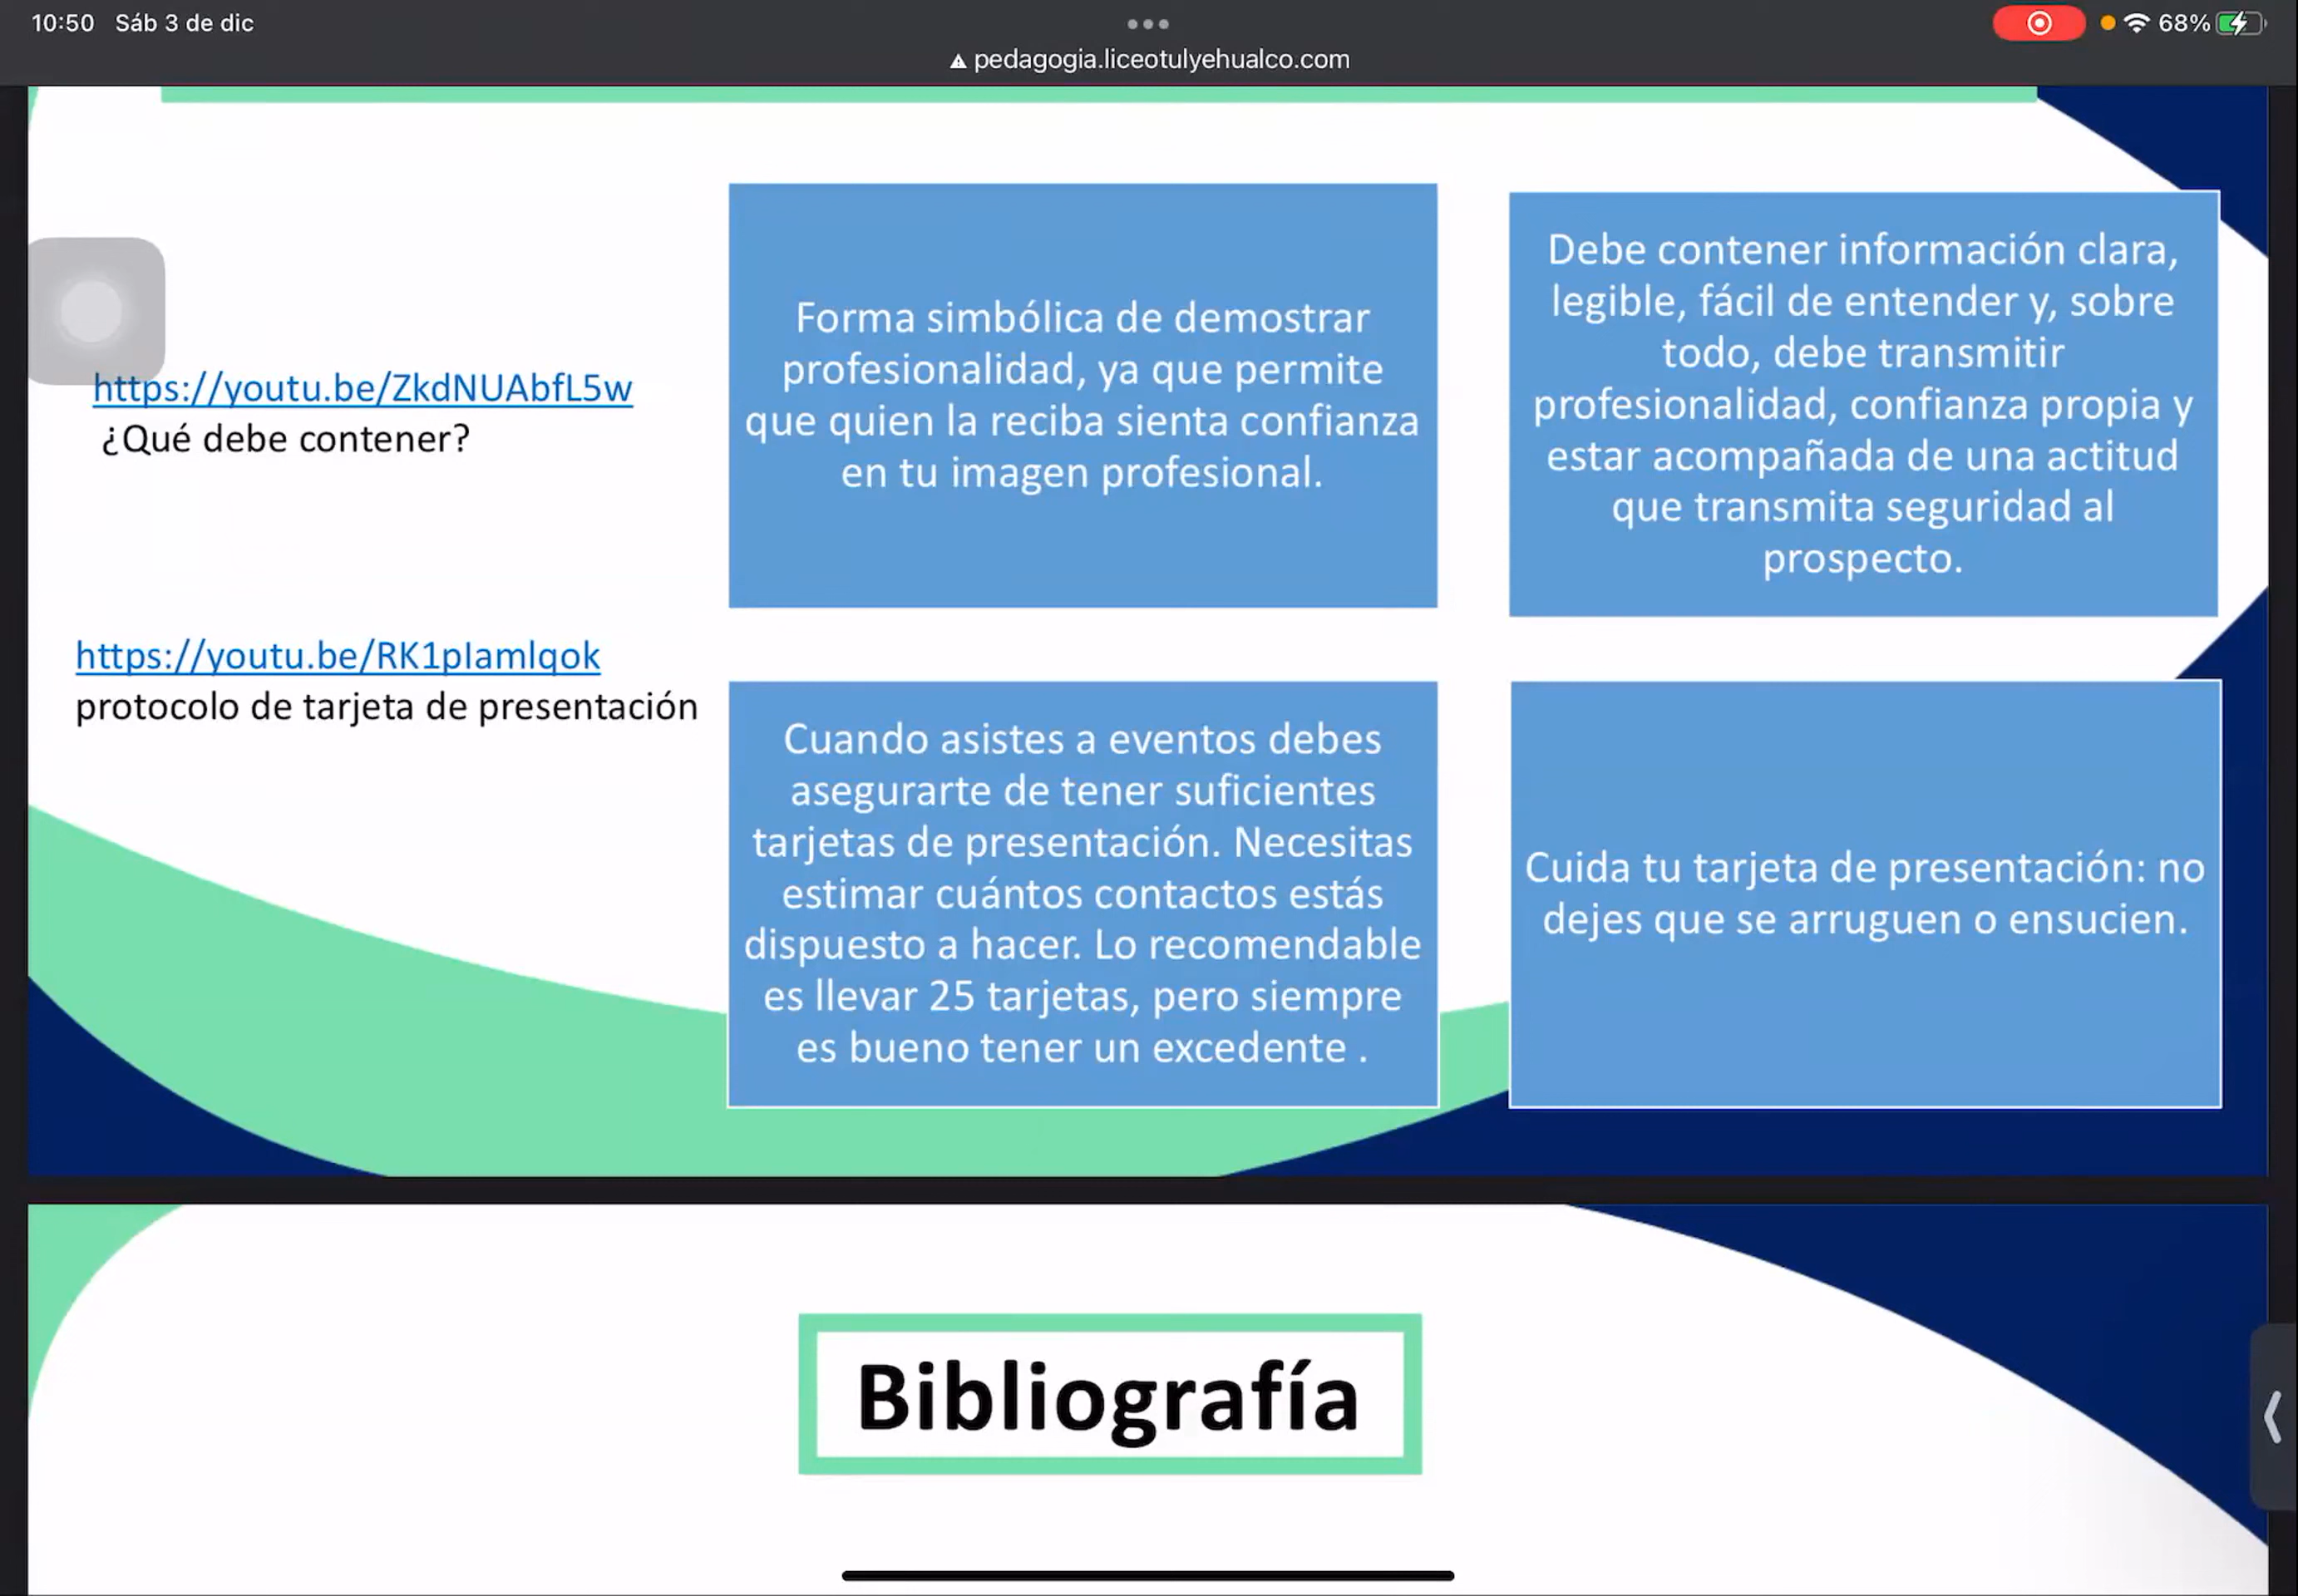 10:50 Sáb 3 de dic
68%
pedagogia.liceotulyehualco.com
https://youtu.be/ZkdNUAbfL5w
¿Qué debe contener?
https://youtu.be/RK1pIamlqok
protocolo de tarjeta de presentación
Forma simbólica de demostrar
profesionalidad, ya que permite
que quien la reciba sienta confianza
en tu imagen profesional.
Debe contener información clara,
legible, fácil de entender y, sobre
todo, debe transmitir
profesionalidad, confianza propia y
estar acompañada de una actitud
que transmita seguridad al
prospecto.
Cuando asistes a eventos debes
asegurarte de tener suficientes
tarjetas de presentación. Necesitas
estimar cuántos contactos estás
dispuesto a hacer. Lo recomendable
es llevar 25 tarjetas, pero siempre
es bueno tener un excedente .
Cuida tu tarjeta de presentación: no
dejes que se arruguen o ensucien.
Bibliografía